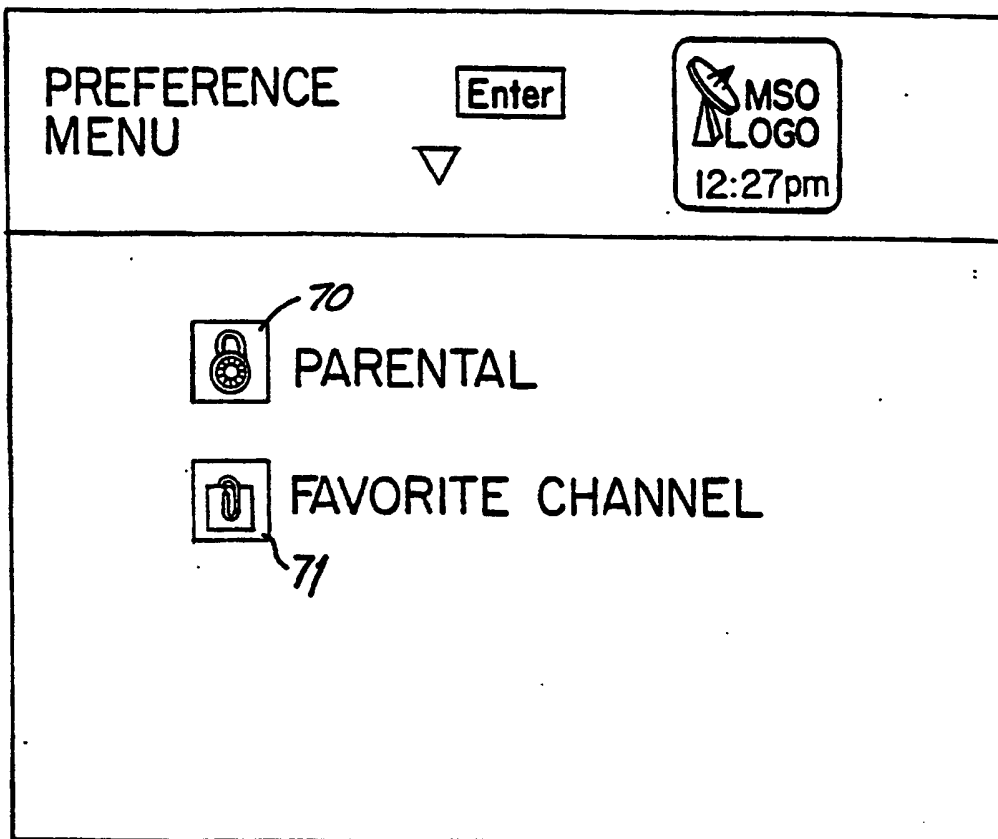 PREFERENCE
MENU
Enter
MSO
LOGO
12:27pm
70
PARENTAL
FAVORITE CHANNEL
71